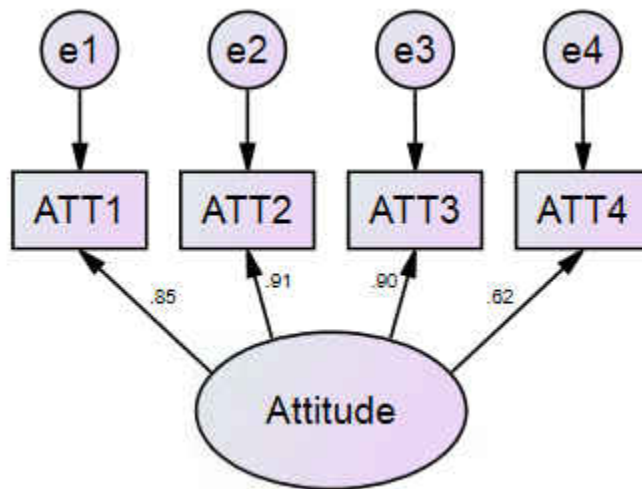 e1 e2 e3 e4
ATT1 ATT2 ATT3 ATT4
.85 .91 .90 .62
Attitude